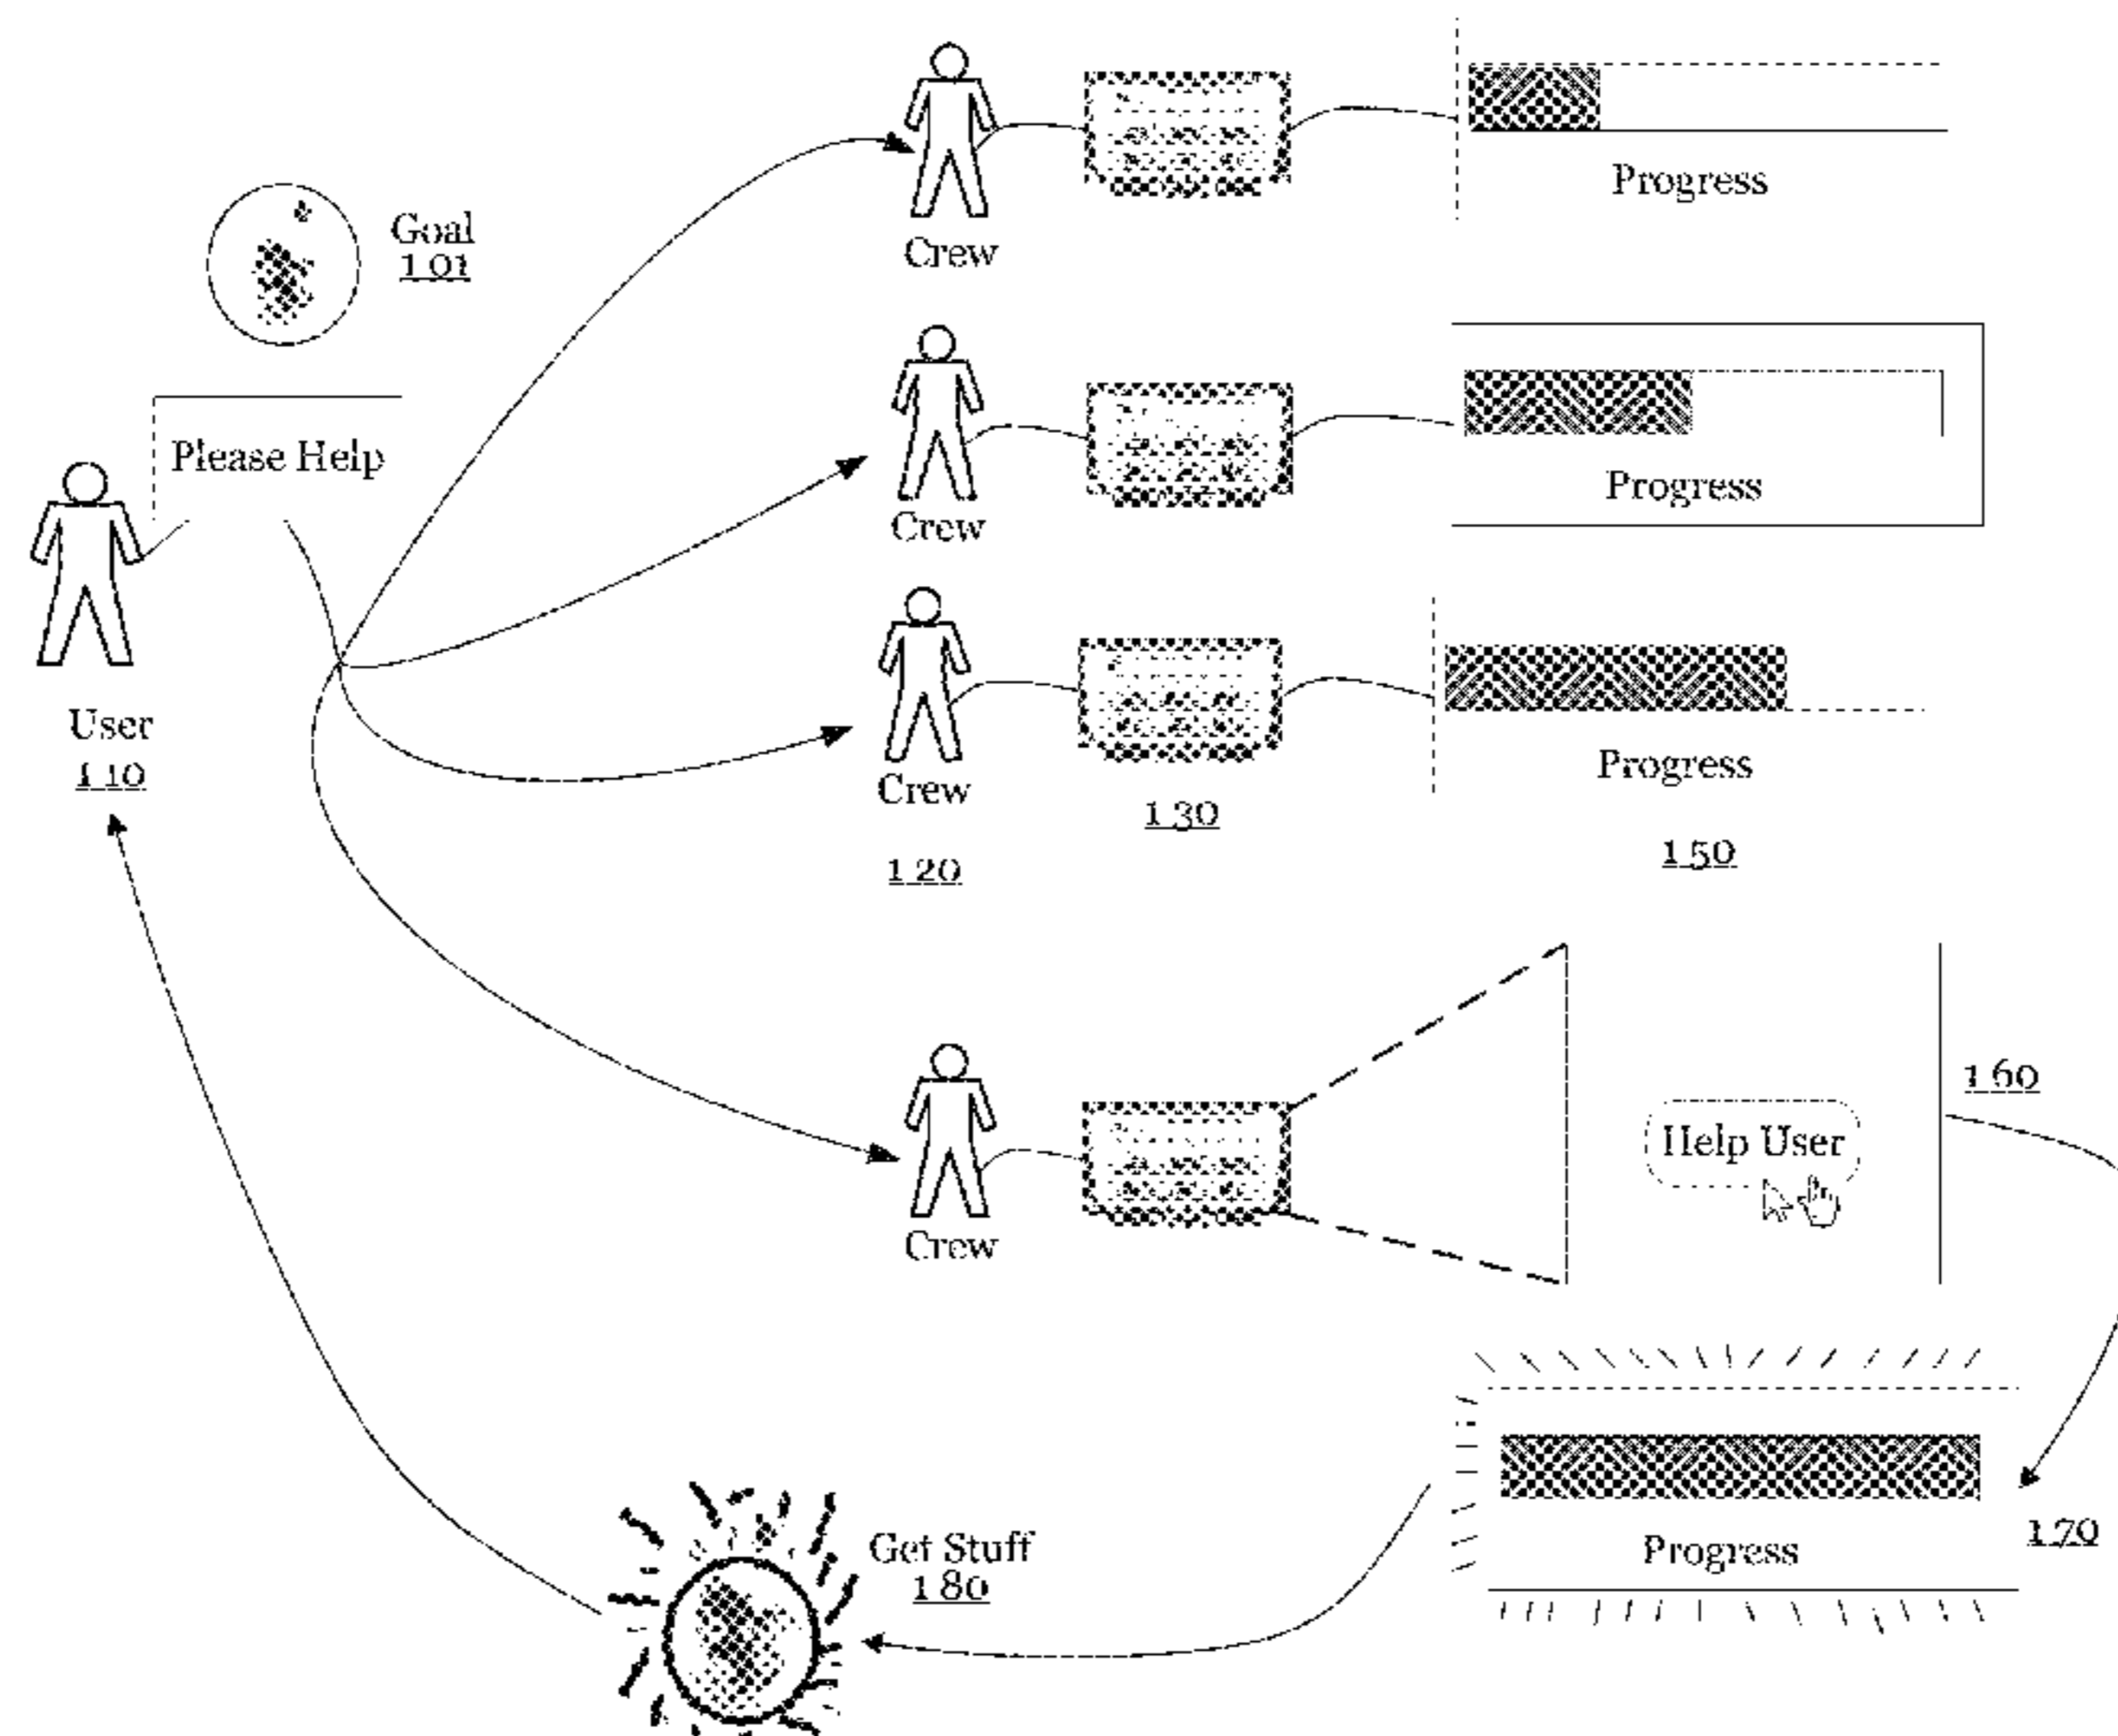 Progress
Goal
101
Crew
Please Help
Progress
Crew
User
110
Progress
Crew
130
120
150
160
Help User
Crew
Get Stuff
180
Progress
170